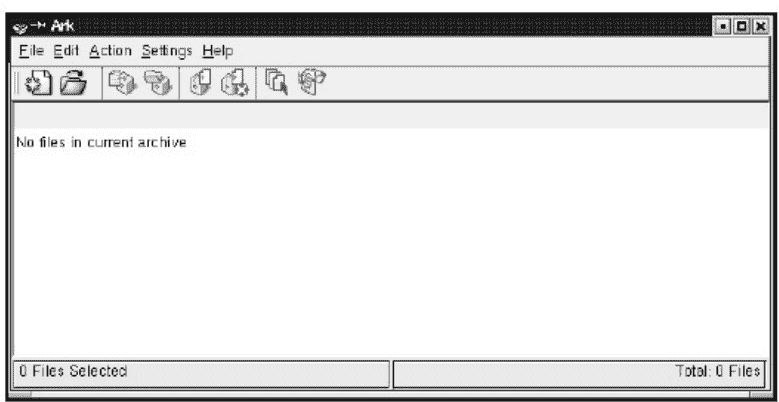 Ark
File Edit Action Settings Help
No files in current archive
0 Files Selected
Total: 0 Files